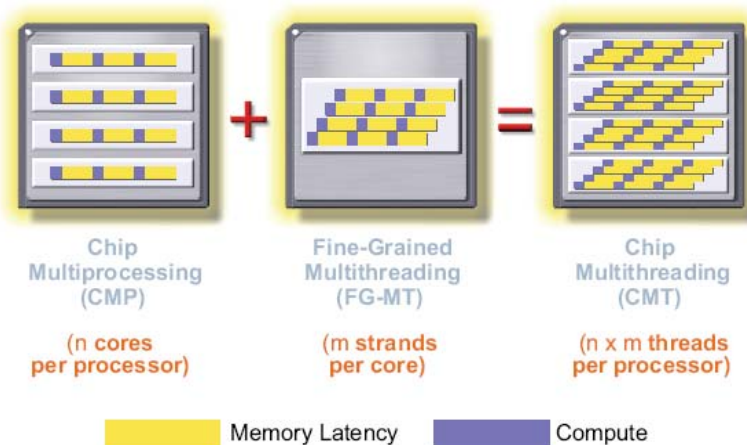 Chip
Multiprocessing
(CMP)
(n cores
per processor)
+
Fine-Grained
Multithreading
(FG-MT)
(m strands
per core)
=
Chip
Multithreading
(CMT)
(n x m threads
per processor)
Memory Latency
Compute